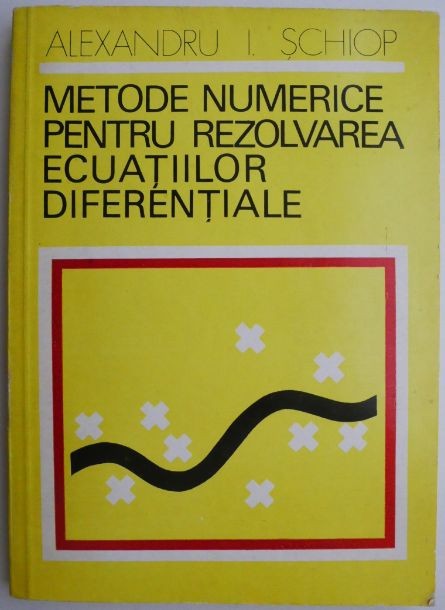 ALEXANDRU I. ȘCHIOP
METODE NUMERICE
PENTRU REZOLVAREA
ECUAȚIILOR
DIFERENȚIALE